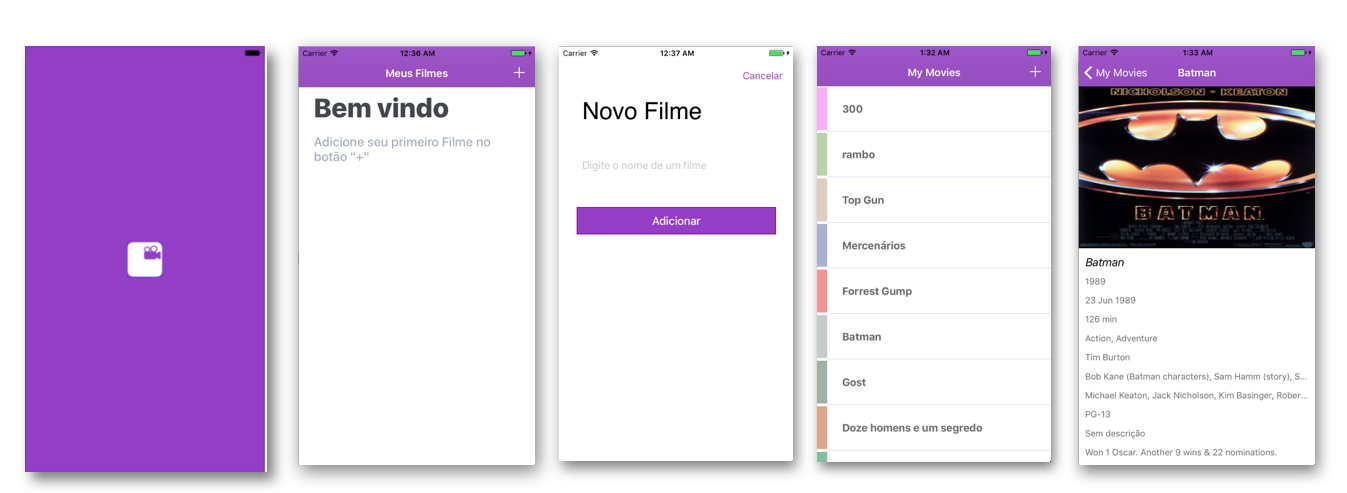 Carrier 12:36 AM
Meus Filmes +
Bem vindo
Adicione seu primeiro Filme no
botão "+"
Carrier 12:37 AM
Cancelar
Novo Filme
Digite o nome de um filme
Adicionar
Carrier 1:32 AM
My Movies +
300
rambo
Top Gun
Mercenários
Forrest Gump
Batman
Gost
Doze homens e um segredo
Carrier 1:33 AM
My Movies Batman
NICHOLSON · KEATON
BATMAN
Batman
1989
23 Jun 1989
126 min
Action, Adventure
Tim Burton
Bob Kane (Batman characters), Sam Hamm (story), S...
Michael Keaton, Jack Nicholson, Kim Basinger, Rober...
PG-13
Sem descrição
Won 1 Oscar. Another 9 wins & 22 nominations.